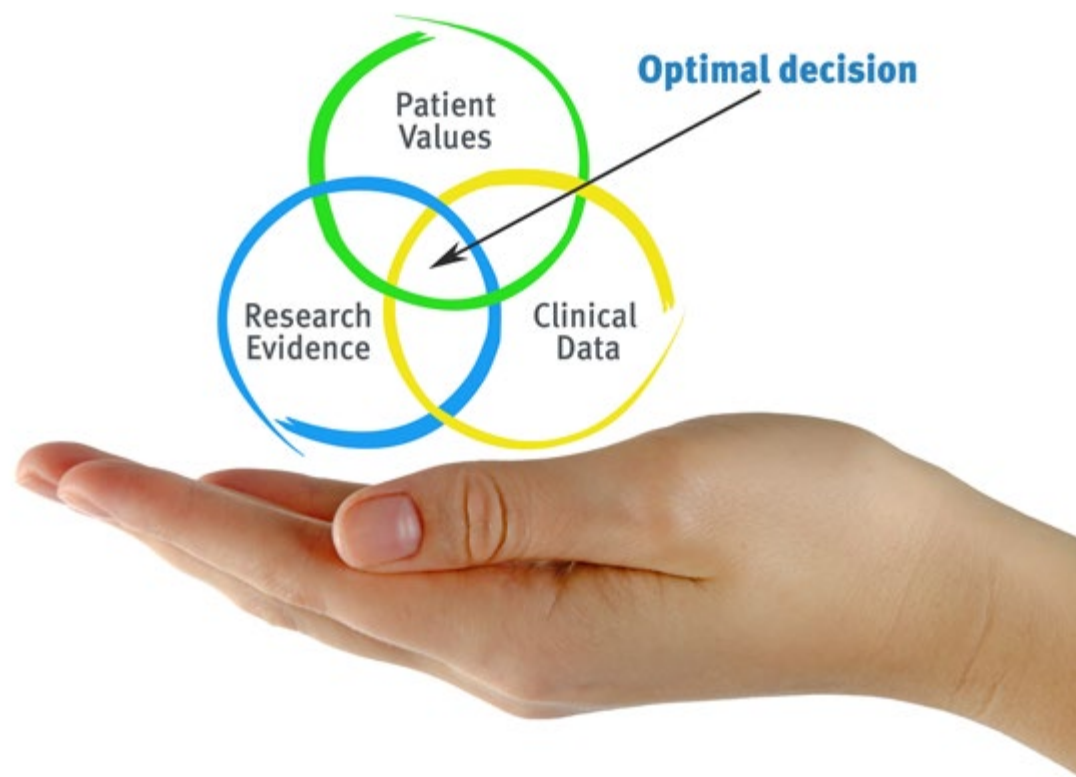 Optimal decision
Patient
Values
Research
Evidence
Clinical
Data